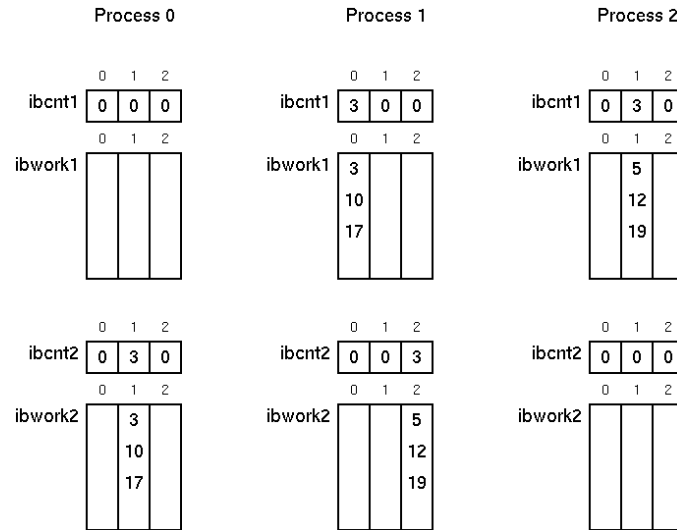 Process 0 Process 1 Process 2
0 1 2 0 1 2 0 1 2
ibcnt1 0 0 0 ibcnt1 3 0 0 ibcnt1 0 3 0
0 1 2 0 1 2 0 1 2
ibwork1 ibwork1 3 ibwork1 5
10 12
17 19
0 1 2 0 1 2 0 1 2
ibcnt2 0 3 0 ibcnt2 0 0 3 ibcnt2 0 0 0
0 1 2 0 1 2 0 1 2
ibwork2 3 ibwork2 5 ibwork2
10 12
17 19